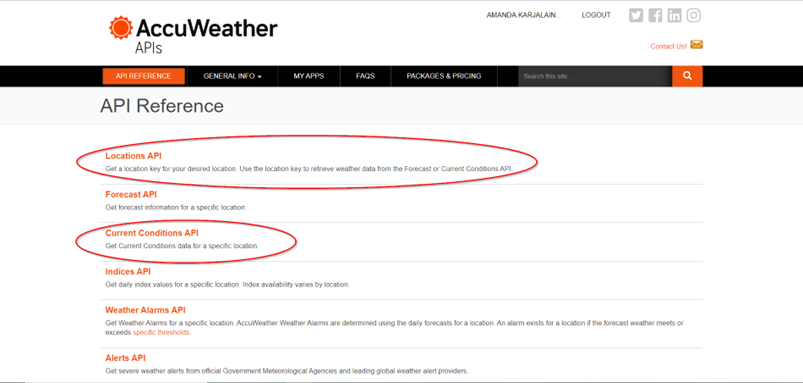 AMANDA KARJALAIN...
LOGOUT
AccuWeather
APIs
Contact Us!
API REFERENCE
GENERAL INFO
MY APPS
FAQS
PACKAGES & PRICING
Search this site...
API Reference
Locations API
Get a location key for your desired location. Use the location key to retrieve weather data from the Forecast or Current Conditions API.
Forecast API
Get forecast information for a specific location.
Current Conditions API
Get Current Conditions data for a specific location.
Indices API
Get daily index values for a specific location. Index availability varies by location.
Weather Alarms API
Get Weather Alarms for a specific location. AccuWeather Weather Alarms are determined using the daily forecasts for a location. An alarm exists for a location if the forecast weather meets or
exceeds specific thresholds.
Alerts API
Get severe weather alerts from official Government Meteorological Agencies and leading global weather alert providers.